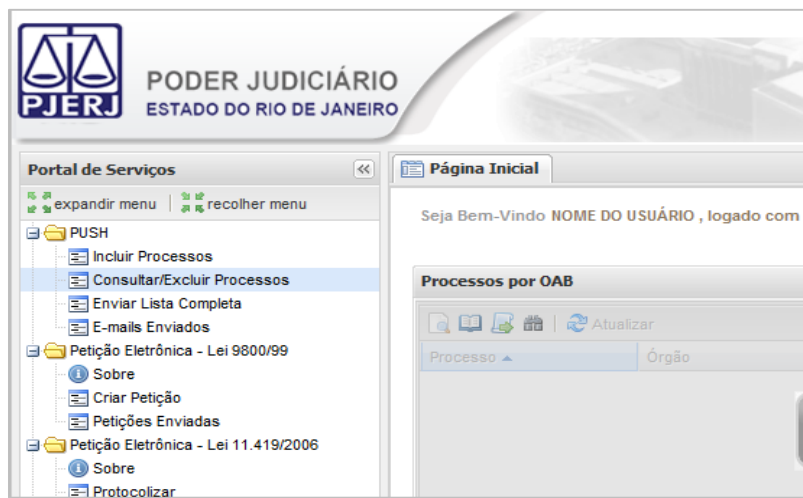 PJERJ
PODER JUDICIÁRIO
ESTADO DO RIO DE JANEIRO
Portal de Serviços
expandir menu | recolher menu
PUSH
Incluir Processos
Consultar/Excluir Processos
Enviar Lista Completa
E-mails Enviados
Petição Eletrônica - Lei 9800/99
Sobre
Criar Petição
Petições Enviadas
Petição Eletrônica - Lei 11.419/2006
Sobre
Protocolizar
Página Inicial
Seja Bem-Vindo NOME DO USUÁRIO , logado com
Processos por OAB
Atualizar
Processo Órgão